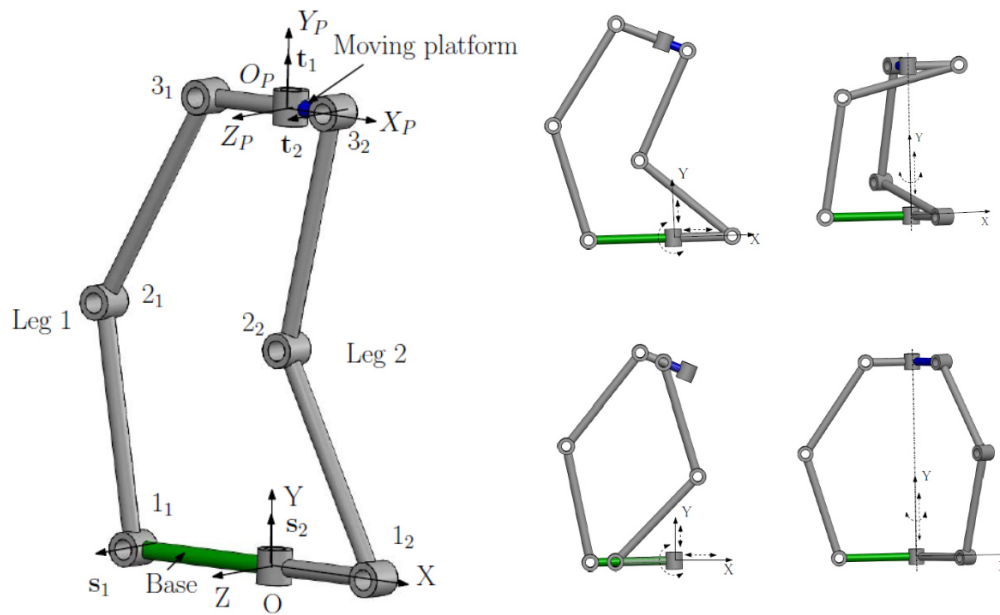 Y_P
Moving platform
t_1
O_P
3_1
X_P
Z_P
t_2
3_2
2_1
Leg 1
2_2
Leg 2
1_1
Y
s_2
1_2
s_1
Base
Z
O
X
Y
X
Y
X
Y
X
Y